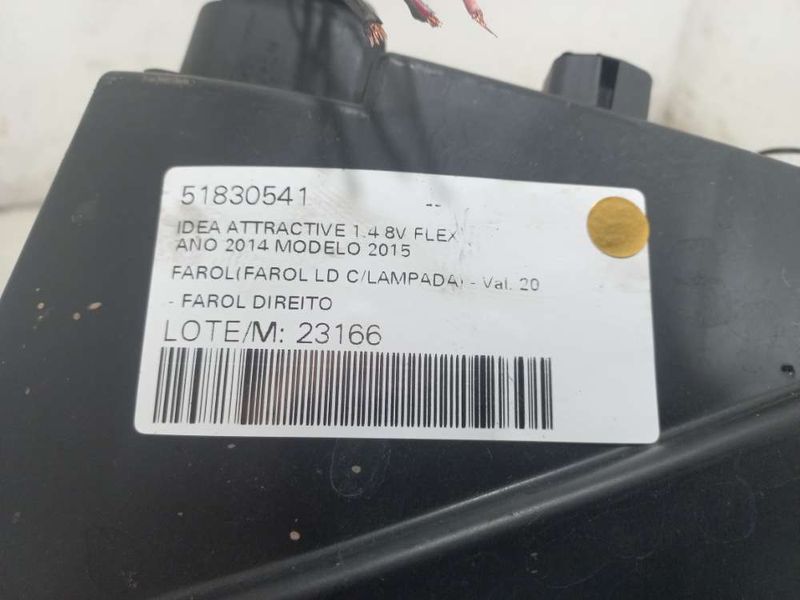 51830541
IDEA ATTRACTIVE 1.4 8V FLEX
ANO 2014 MODELO 2015
FAROL(FAROL LD C/LAMPADA) - Val. 20
- FAROL DIREITO
LOTE/M: 23166